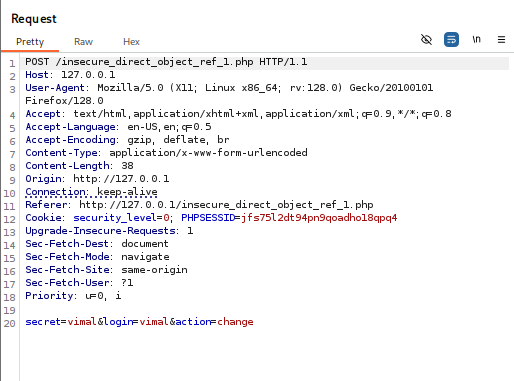 Request
Pretty Raw Hex \n
1 POST /insecure_direct_object_ref_1.php HTTP/1.1
2 Host: 127.0.0.1
3 User-Agent: Mozilla/5.0 (X11; Linux x86_64; rv:128.0) Gecko/20100101
Firefox/128.0
4 Accept: text/html,application/xhtml+xml,application/xml;q=0.9,*/*;q=0.8
5 Accept-Language: en-US,en;q=0.5
6 Accept-Encoding: gzip, deflate, br
7 Content-Type: application/x-www-form-urlencoded
8 Content-Length: 38
9 Origin: http://127.0.0.1
10 Connection: keep-alive
11 Referer: http://127.0.0.1/insecure_direct_object_ref_1.php
12 Cookie: security_level=0; PHPSESSID=jfs75l2dt94pn9qoadho18qpq4
13 Upgrade-Insecure-Requests: 1
14 Sec-Fetch-Dest: document
15 Sec-Fetch-Mode: navigate
16 Sec-Fetch-Site: same-origin
17 Sec-Fetch-User: ?1
18 Priority: u=0, i
19
20 secret=vimal&login=vimal&action=change